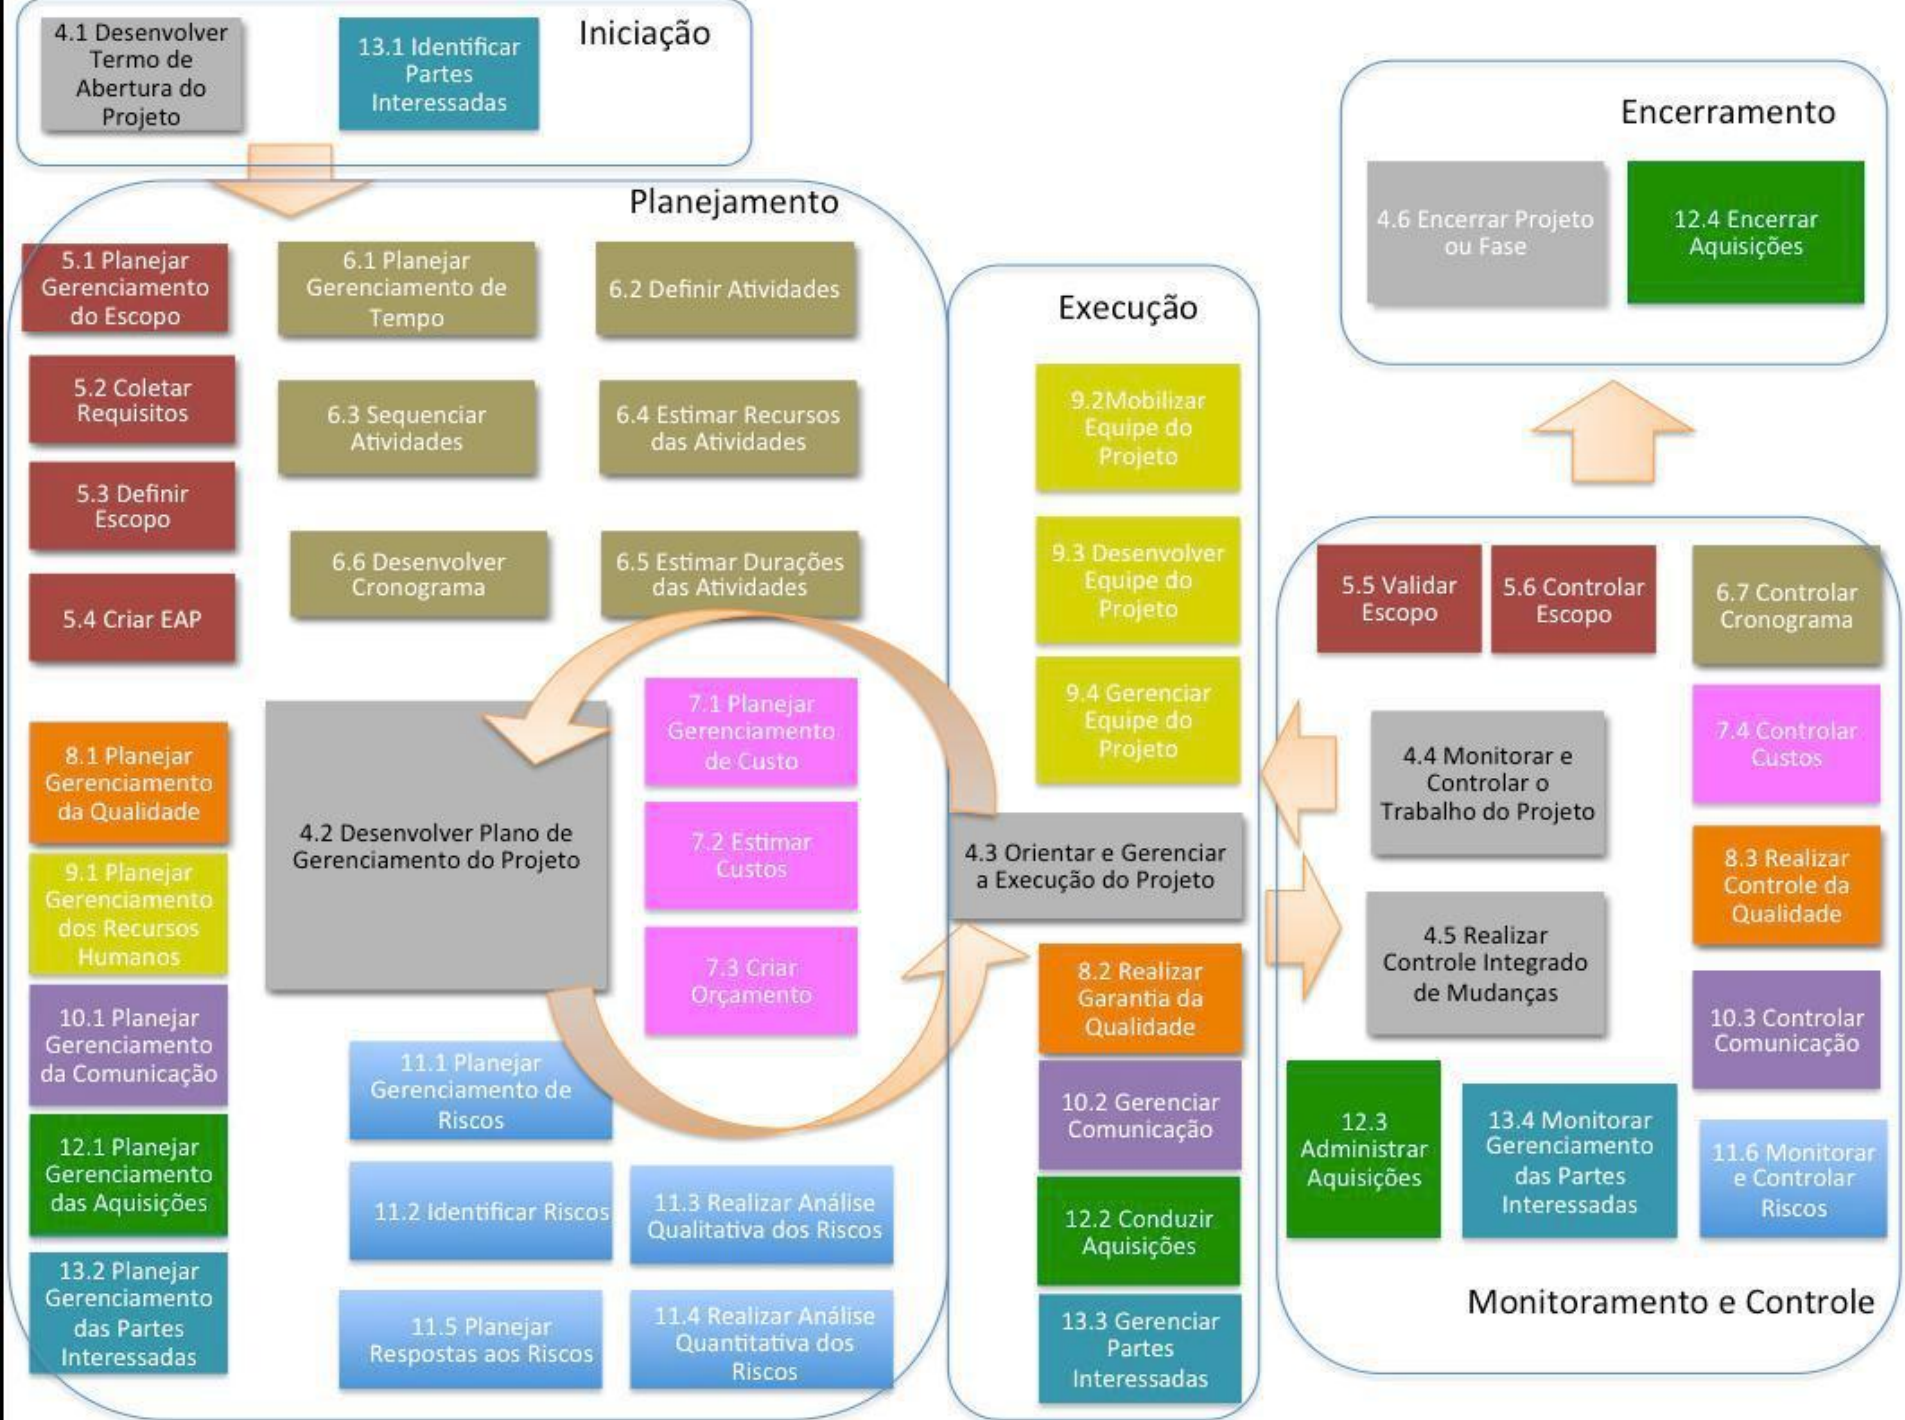 Iniciação
4.1 Desenvolver
Termo de
Abertura do
Projeto
13.1 Identificar
Partes
Interessadas
Planejamento
5.1 Planejar
Gerenciamento
do Escopo
6.1 Planejar
Gerenciamento de
Tempo
6.2 Definir Atividades
5.2 Coletar
Requisitos
6.3 Sequenciar
Atividades
6.4 Estimar Recursos
das Atividades
5.3 Definir
Escopo
6.6 Desenvolver
Cronograma
6.5 Estimar Durações
das Atividades
5.4 Criar EAP
8.1 Planejar
Gerenciamento
da Qualidade
4.2 Desenvolver Plano de
Gerenciamento do Projeto
7.1 Planejar
Gerenciamento
de Custo
7.2 Estimar
Custos
7.3 Criar
Orçamento
9.1 Planejar
Gerenciamento
dos Recursos
Humanos
10.1 Planejar
Gerenciamento
da Comunicação
12.1 Planejar
Gerenciamento
das Aquisições
13.2 Planejar
Gerenciamento
das Partes
Interessadas
11.1 Planejar
Gerenciamento de
Riscos
11.2 Identificar Riscos
11.3 Realizar Análise
Qualitativa dos Riscos
11.5 Planejar
Respostas aos Riscos
11.4 Realizar Análise
Quantitativa dos
Riscos
Execução
9.2Mobilizar
Equipe do
Projeto
9.3 Desenvolver
Equipe do
Projeto
9.4 Gerenciar
Equipe do
Projeto
4.3 Orientar e Gerenciar
a Execução do Projeto
8.2 Realizar
Garantia da
Qualidade
10.2 Gerenciar
Comunicação
12.2 Conduzir
Aquisições
13.3 Gerenciar
Partes
Interessadas
Encerramento
4.6 Encerrar Projeto
ou Fase
12.4 Encerrar
Aquisições
5.5 Validar
Escopo
5.6 Controlar
Escopo
6.7 Controlar
Cronograma
4.4 Monitorar e
Controlar o
Trabalho do Projeto
7.4 Controlar
Custos
4.5 Realizar
Controle Integrado
de Mudanças
8.3 Realizar
Controle da
Qualidade
10.3 Controlar
Comunicação
12.3
Administrar
Aquisições
13.4 Monitorar
Gerenciamento
das Partes
Interessadas
11.6 Monitorar
e Controlar
Riscos
Monitoramento e Controle